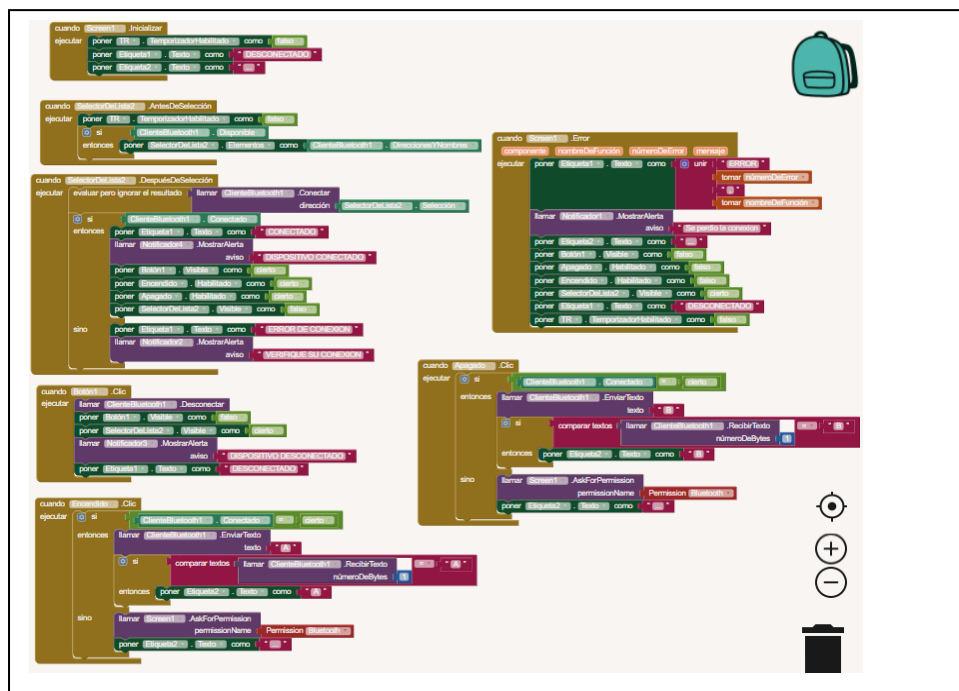 cuando Screen1 .Inicializar
ejecutar poner TR . TemporizadorHabilitado como falso
poner Etiqueta1 . Texto como " DESCONECTADO "
poner Etiqueta2 . Texto como " ... "
cuando SelectorDeLista2 .AntesDeSelección
ejecutar poner TR . TemporizadorHabilitado como falso
si ClienteBluetooth1 . Disponible
entonces poner SelectorDeLista2 . Elementos como ClienteBluetooth1 . DireccionesYNombres
cuando SelectorDeLista2 .DespuésDeSelección
ejecutar evaluar pero ignorar el resultado llamar ClienteBluetooth1 .Conectar
dirección SelectorDeLista2 . Selección
si ClienteBluetooth1 . Conectado
entonces poner Etiqueta1 . Texto como " CONECTADO "
llamar Notificador4 .MostrarAlerta
aviso " DISPOSITIVO CONECTADO "
poner Botón1 . Visible como cierto
poner Encendido . Habilitado como cierto
poner Apagado . Habilitado como cierto
poner SelectorDeLista2 . Visible como falso
sino poner Etiqueta1 . Texto como " ERROR DE CONEXION "
llamar Notificador2 .MostrarAlerta
aviso " VERIFIQUE SU CONEXION "
cuando Botón1 .Clic
ejecutar llamar ClienteBluetooth1 .Desconectar
poner Botón1 . Visible como falso
poner SelectorDeLista2 . Visible como cierto
llamar Notificador3 .MostrarAlerta
aviso " DISPOSITIVO DESCONECTADO "
poner Etiqueta1 . Texto como " DESCONECTADO "
cuando Encendido .Clic
ejecutar si ClienteBluetooth1 . Conectado = cierto
entonces llamar ClienteBluetooth1 .EnviarTexto
texto " A "
si comparar textos llamar ClienteBluetooth1 .RecibirTexto = " A "
númeroDeBytes 1
entonces poner Etiqueta2 . Texto como " A "
sino llamar Screen1 .AskForPermission
permissionName Permission Bluetooth
poner Etiqueta2 . Texto como " ... "
cuando Screen1 .Error
componente nombreDeFunción númeroDeError mensaje
ejecutar poner Etiqueta1 . Texto como unir " ERROR "
tomar númeroDeError
tomar nombreDeFunción
llamar Notificador1 .MostrarAlerta
aviso " Se perdio la conexion "
poner Etiqueta2 . Texto como " ... "
poner Botón1 . Visible como falso
poner Apagado . Habilitado como falso
poner Encendido . Habilitado como falso
poner SelectorDeLista2 . Visible como cierto
poner Etiqueta1 . Texto como " DESCONECTADO "
poner TR . TemporizadorHabilitado como falso
cuando Apagado .Clic
ejecutar si ClienteBluetooth1 . Conectado = cierto
entonces llamar ClienteBluetooth1 .EnviarTexto
texto " B "
si comparar textos llamar ClienteBluetooth1 .RecibirTexto = " B "
númeroDeBytes 1
entonces poner Etiqueta2 . Texto como " B "
sino llamar Screen1 .AskForPermission
permissionName Permission Bluetooth
poner Etiqueta2 . Texto como " ... "